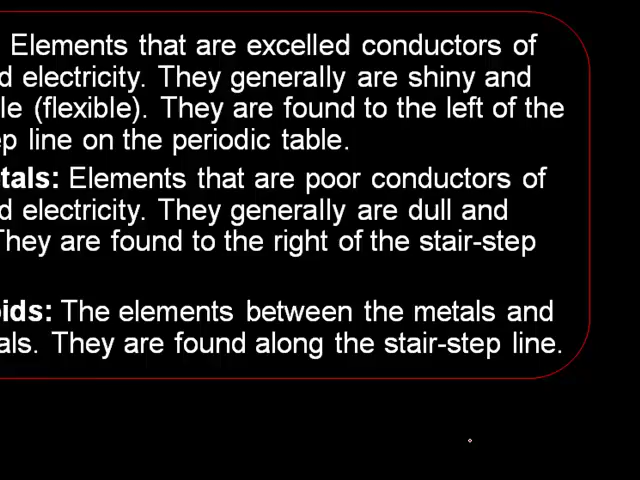 Elements that are excelled conductors of
d electricity. They generally are shiny and
le (flexible). They are found to the left of the
ep line on the periodic table.
tals: Elements that are poor conductors of
d electricity. They generally are dull and
They are found to the right of the stair-step
oids: The elements between the metals and
als. They are found along the stair-step line.